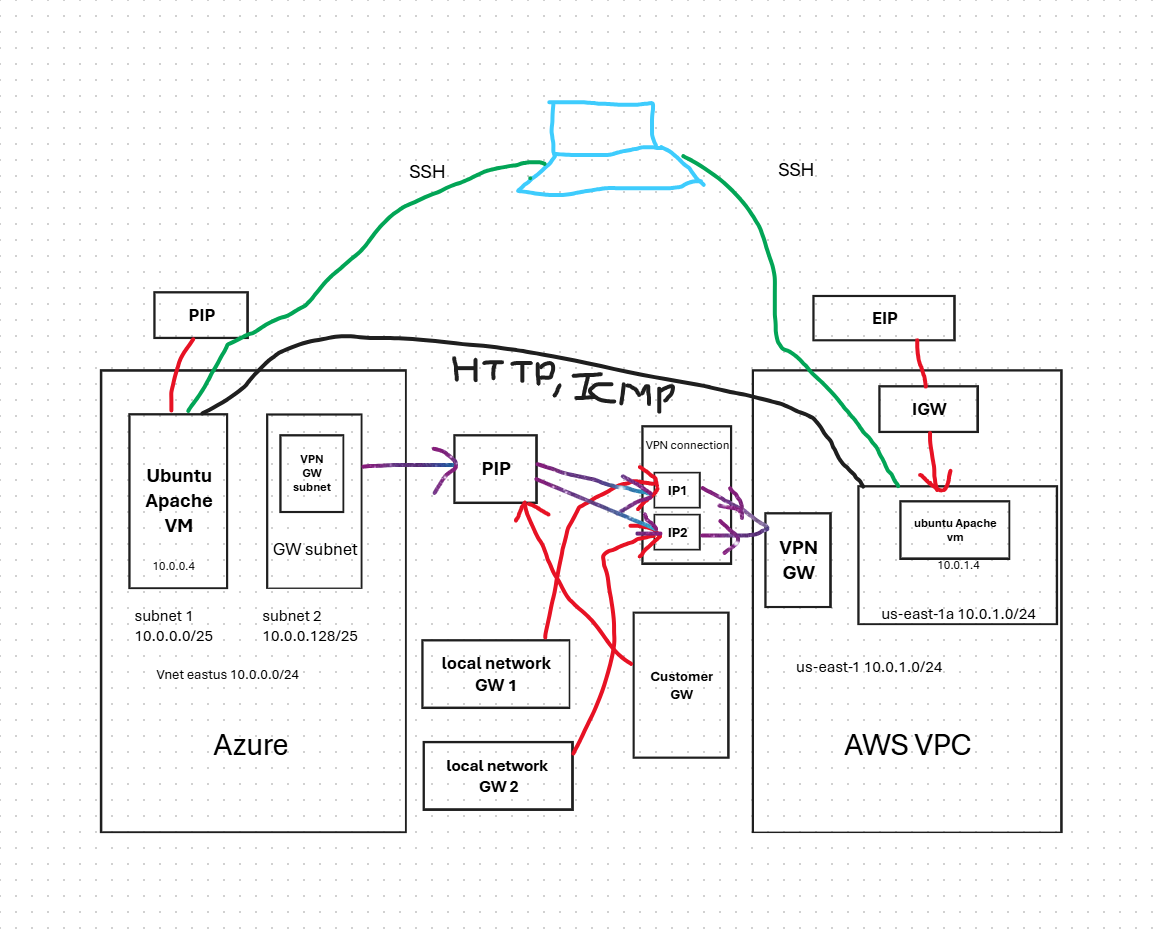 SSH
SSH
PIP
EIP
HTTP, ICMP
IGW
Ubuntu
Apache
VM
10.0.0.4
VPN
GW
subnet
GW subnet
subnet 1
10.0.0.0/25
subnet 2
10.0.0.128/25
Vnet eastus 10.0.0.0/24
Azure
PIP
VPN connection
IP1
IP2
local network
GW 1
local network
GW 2
Customer
GW
VPN
GW
ubuntu Apache
vm
10.0.1.4
us-east-1a 10.0.1.0/24
us-east-1 10.0.1.0/24
AWS VPC